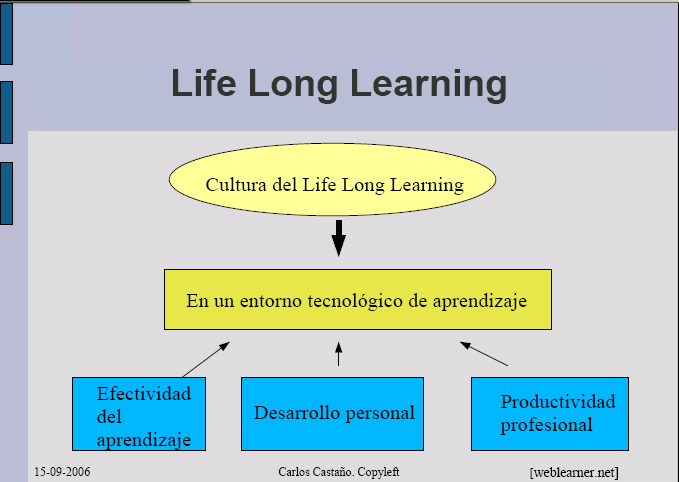 Life Long Learning
Cultura del Life Long Learning
En un entorno tecnológico de aprendizaje
Efectividad
del
aprendizaje
Desarrollo personal
Productividad
profesional
15-09-2006
Carlos Castaño. Copyleft
[weblearner.net]